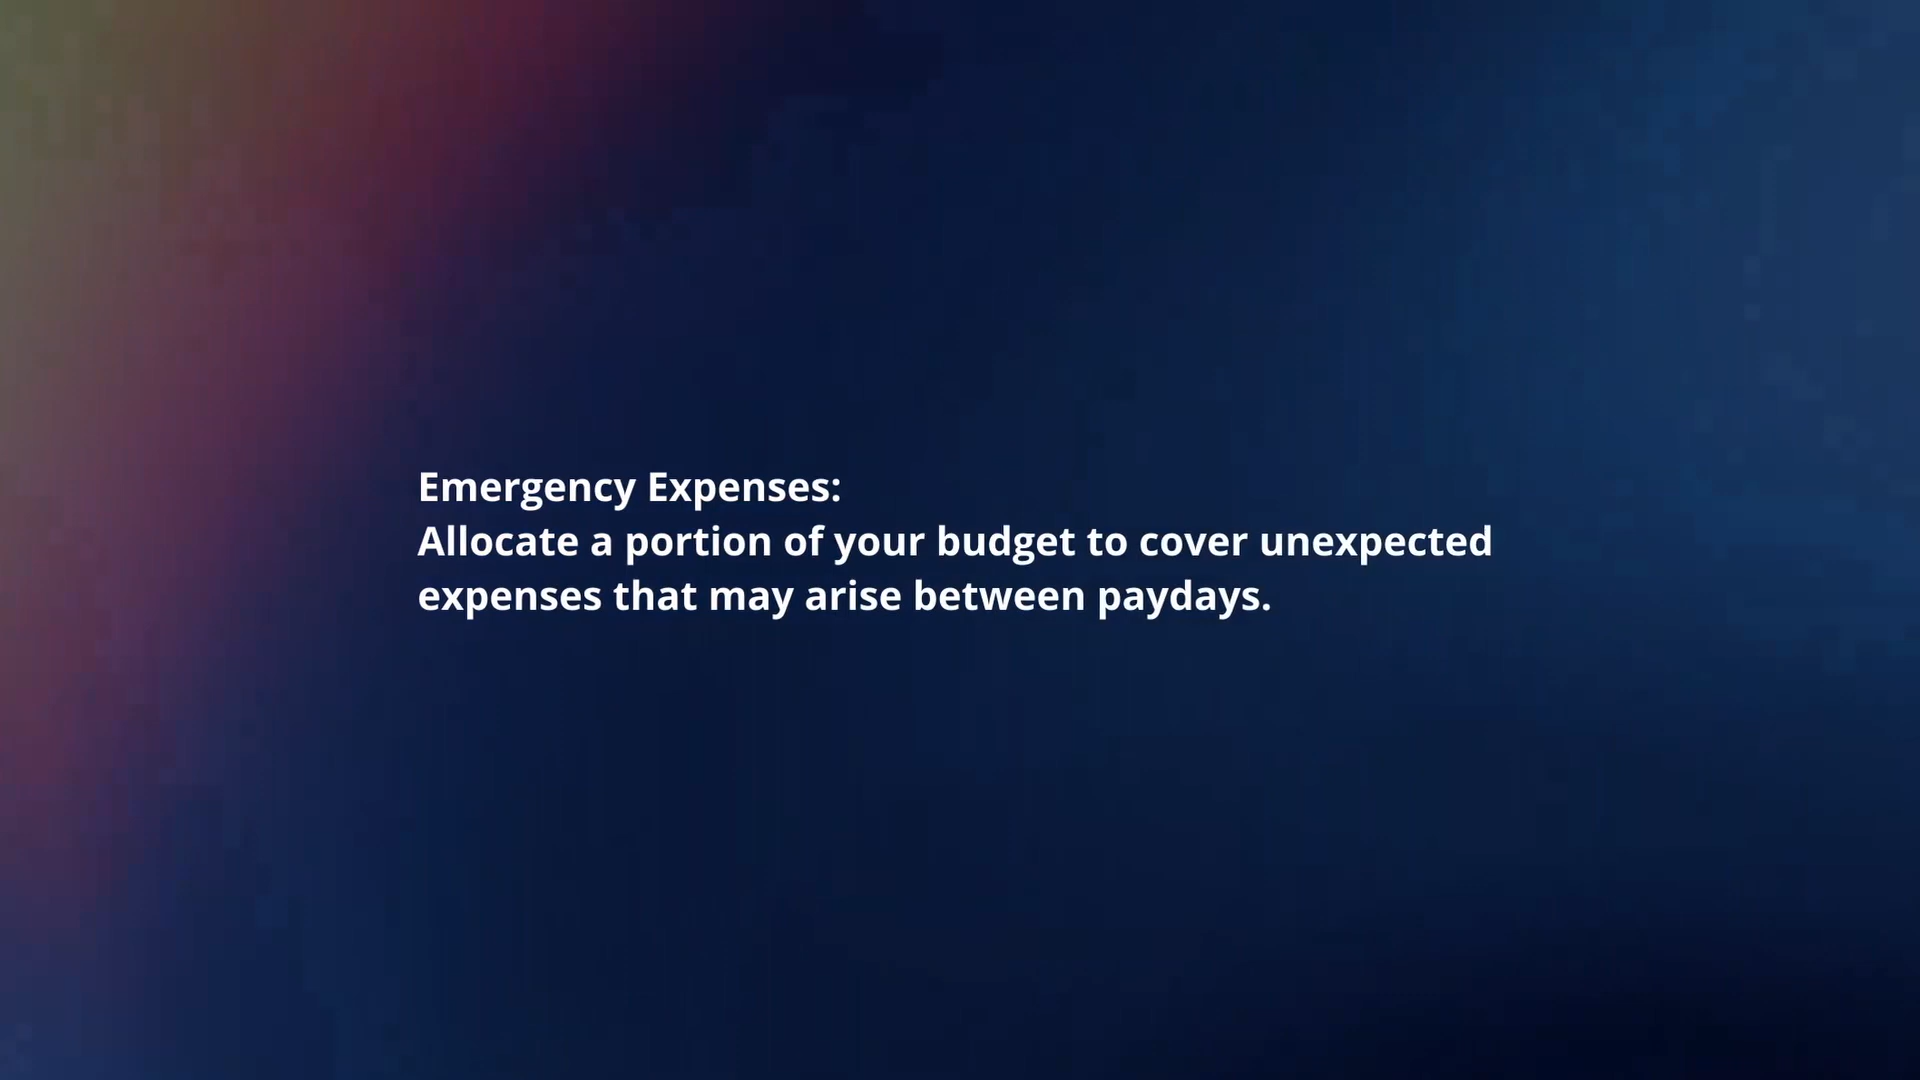 Emergency Expenses:
Allocate a portion of your budget to cover unexpected
expenses that may arise between paydays.